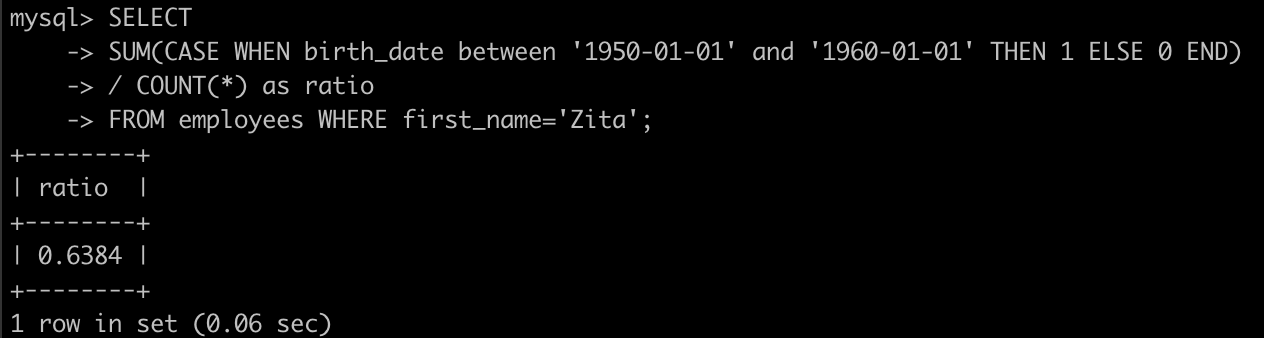 mysql> SELECT
    -> SUM(CASE WHEN birth_date between '1950-01-01' and '1960-01-01' THEN 1 ELSE 0 END)
    -> / COUNT(*) as ratio
    -> FROM employees WHERE first_name='Zita';
+--------+
| ratio  |
+--------+
| 0.6384 |
+--------+
1 row in set (0.06 sec)